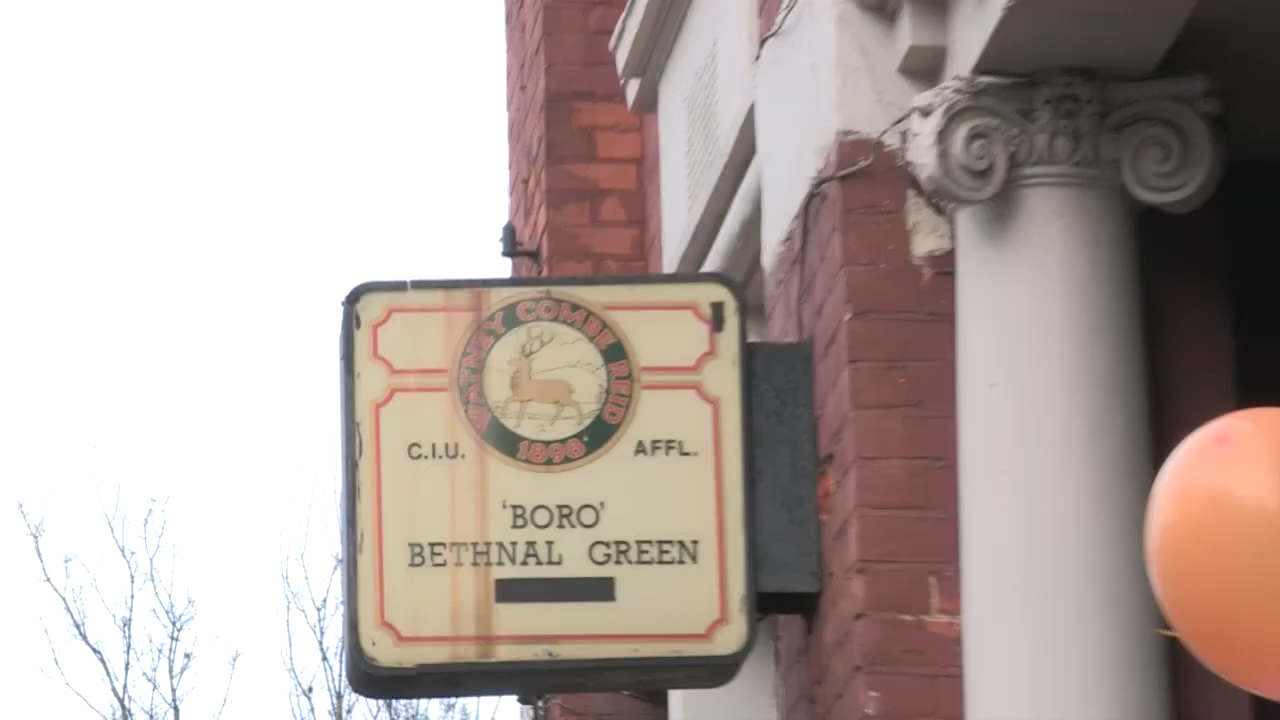 WATNEY COMBE REID
1898
C.I.U. AFFL.
'BORO'
BETHNAL GREEN